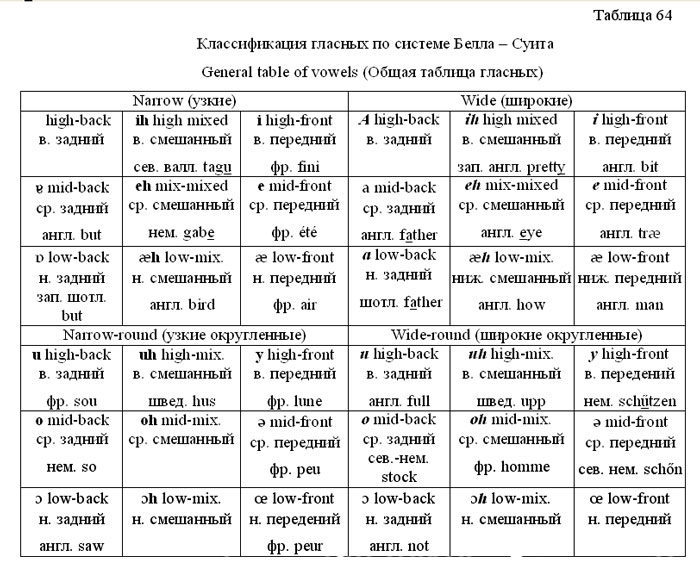 Таблица 64
Классификация гласных по системе Белла – Суита
General table of vowels (Общая таблица гласных)
Narrow (узкие) Wide (широкие)
high-back ih high mixed i high-front A high-back ih high mixed i high-front
в. задний в. смешанный в. передний в. задний в. смешанный в. передний
сев. валл. tagu фр. fini зап. англ. pretty англ. bit
ɐ mid-back eh mix-mixed e mid-front a mid-back eh mix-mixed e mid-front
ср. задний ср. смешанный ср. передний ср. задний ср. смешанный ср. передний
англ. but нем. gabe фр. été англ. father англ. eye англ. træ
ɒ low-back æh low-mix. æ low-front a low-back æh low-mix. æ low-front
н. задний н. смешанный н. передний н. задний ниж. смешанный ниж. передний
зап. шотл. but англ. bird фр. air шотл. father англ. how англ. man
Narrow-round (узкие округленные) Wide-round (широкие округленные)
u high-back uh high-mix. y high-front u high-back uh high-mix. y high-front
в. задний в. смешанный в. передний в. задний в. смешанный в. передений
фр. sou швед. hus фр. lune англ. full швед. upp нем. schützen
o mid-back oh mid-mix. ə mid-front o mid-back oh mid-mix. ə mid-front
ср. задний ср. смешанный ср. передний ср. задний ср. смешанный ср. передний
нем. so фр. peu сев.-нем. stock фр. homme сев. нем. schőn
ɔ low-back ɔh low-mix. œ low-front ɔ low-back ɔh low-mix. œ low-front
н. задний н. смешанный н. передений н. задний н. смешанный н. передний
англ. saw фр. peur англ. not